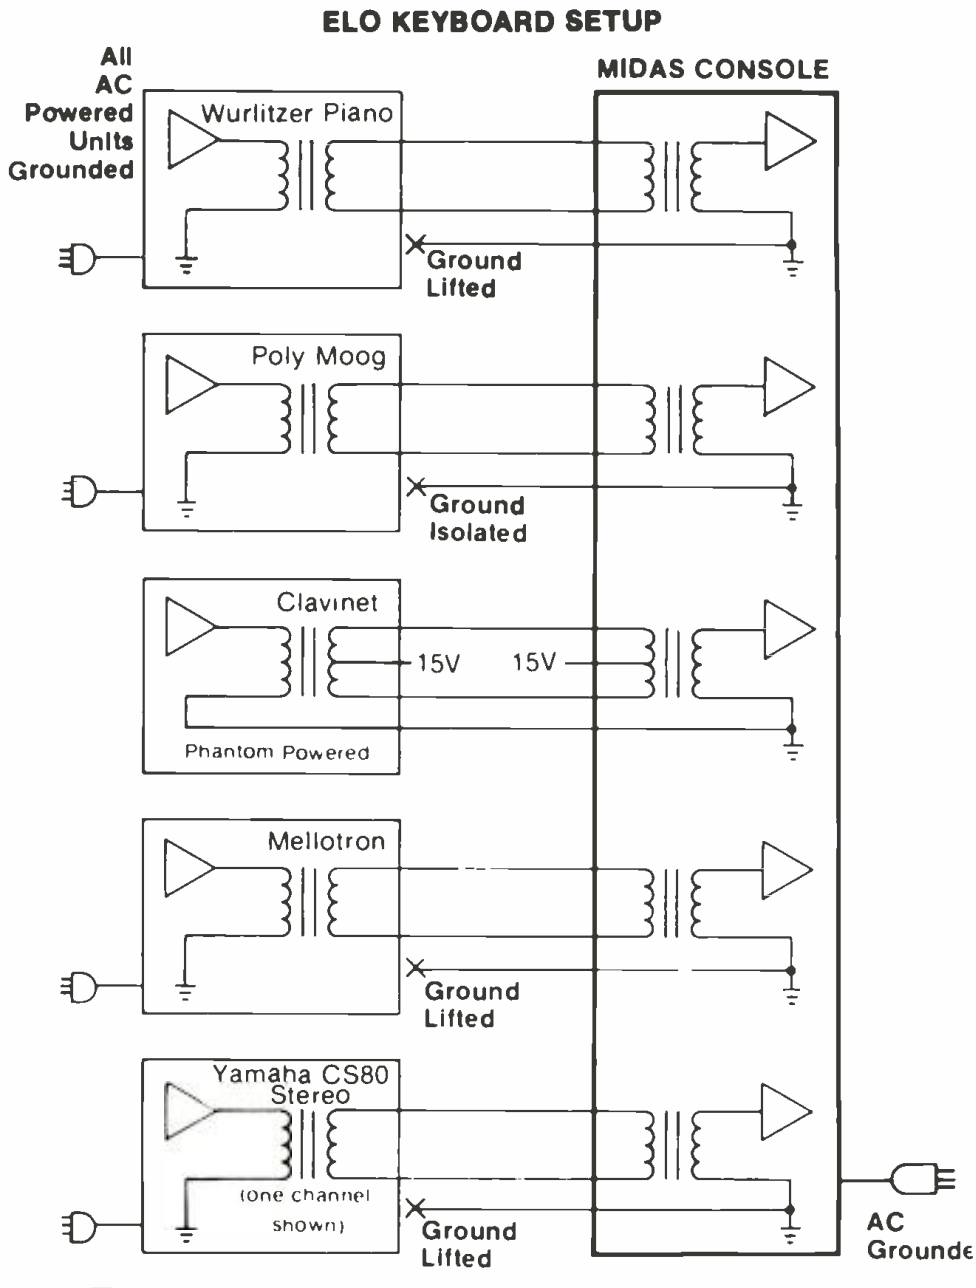 ELO KEYBOARD SETUP
All
AC
Powered
Units
Grounded
MIDAS CONSOLE
Wurlitzer Piano
Ground
Lifted
Poly Moog
Ground
Isolated
Clavinet
15V
15V
Phantom Powered
Mellotron
Ground
Lifted
Yamaha CS80
Stereo
(one channel
shown)
Ground
Lifted
AC
Grounde